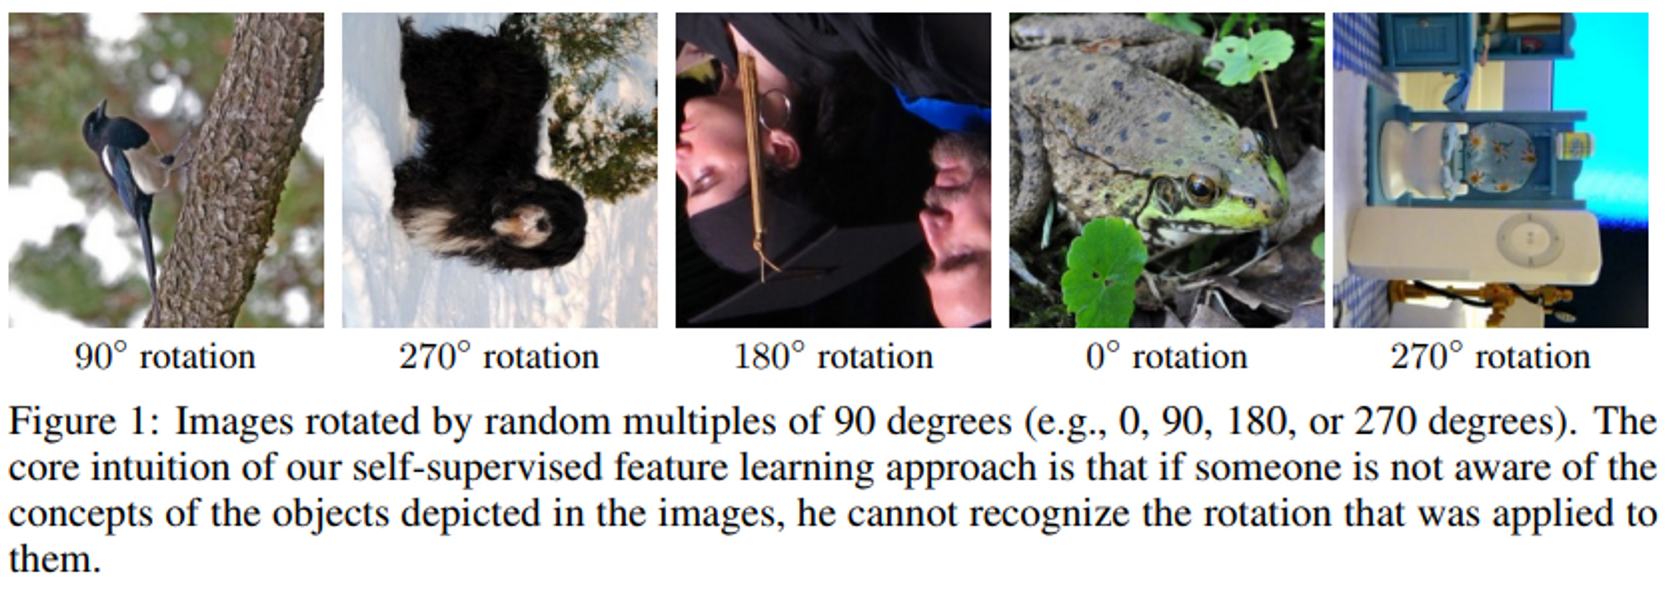 90° rotation
270° rotation
180° rotation
0° rotation
270° rotation
Figure 1: Images rotated by random multiples of 90 degrees (e.g., 0, 90, 180, or 270 degrees). The
core intuition of our self-supervised feature learning approach is that if someone is not aware of the
concepts of the objects depicted in the images, he cannot recognize the rotation that was applied to
them.